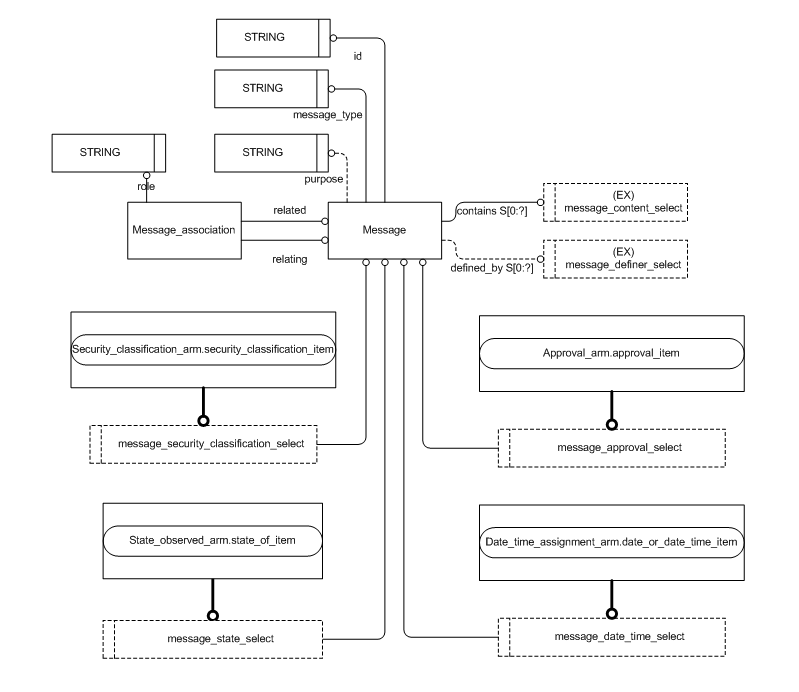 STRING
id
STRING
message_type
STRING
STRING
purpose
role
(EX)
message_content_select
related
contains S[0:?]
Message_association
Message
(EX)
message_definer_select
relating
defined_by S[0:?]
Security_classification_arm.security_classification_item
Approval_arm.approval_item
message_security_classification_select
message_approval_select
State_observed_arm.state_of_item
Date_time_assignment_arm.date_or_date_time_item
message_state_select
message_date_time_select